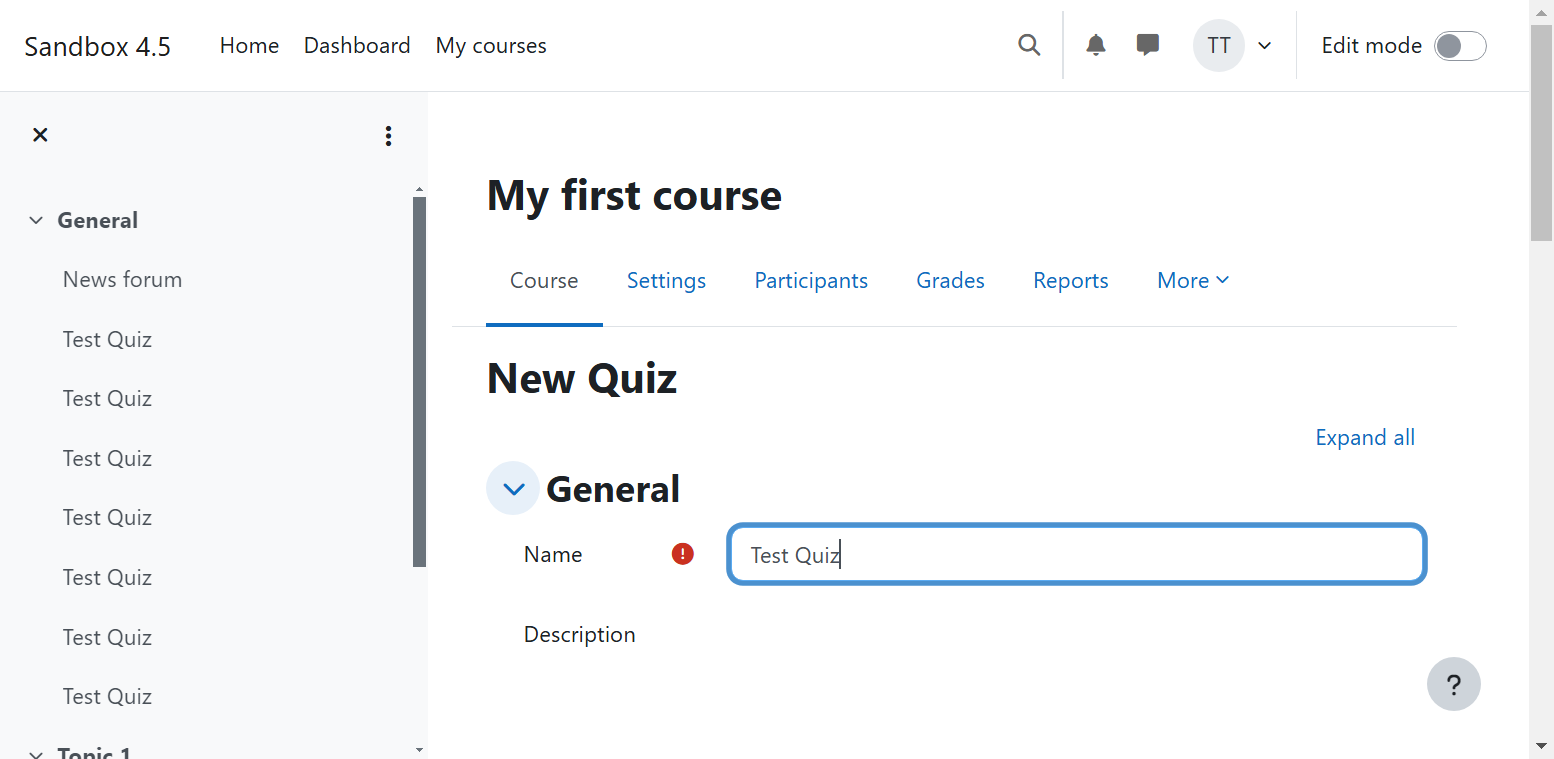 Sandbox 4.5 Home Dashboard My courses TT Edit mode
General
News forum
Test Quiz
Test Quiz
Test Quiz
Test Quiz
Test Quiz
Test Quiz
Test Quiz
Topic 1
My first course
Course Settings Participants Grades Reports More
New Quiz
Expand all
General
Name ! Test Quiz
Description
?